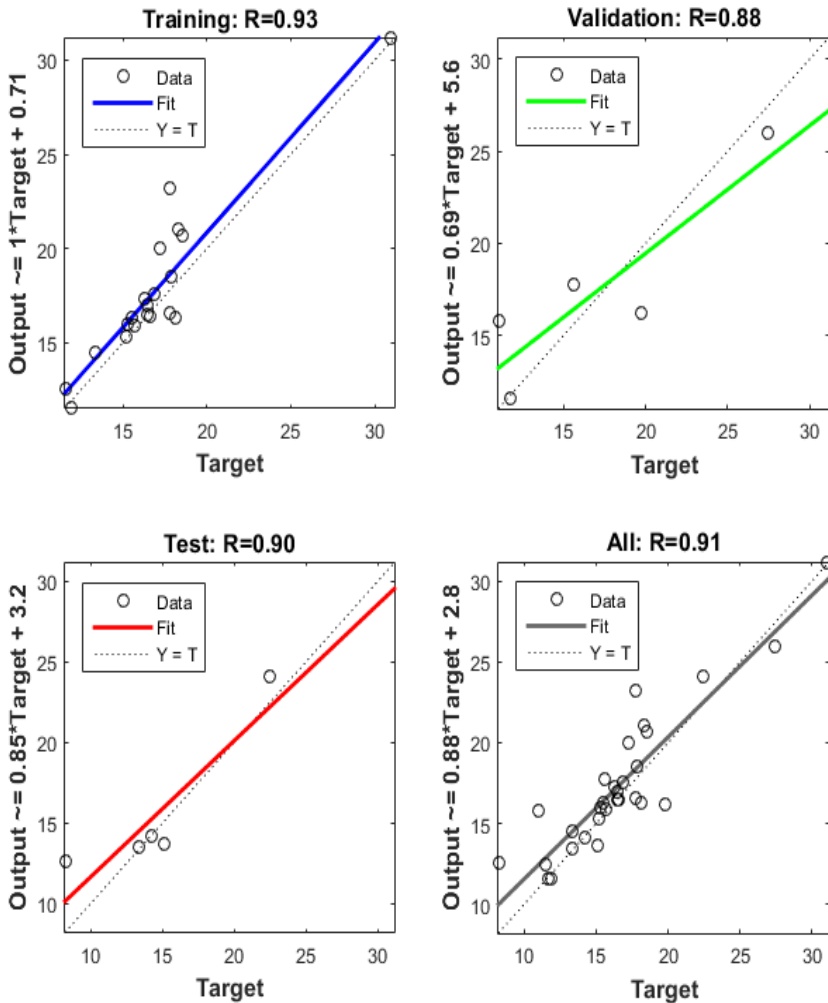 Training: R=0.93
Output ~= 1*Target + 0.71
30
25
20
15
Data
Fit
Y = T
15
20
25
30
Target
Validation: R=0.88
Output ~= 0.69*Target + 5.6
30
25
20
15
Data
Fit
Y = T
15
20
25
30
Target
Test: R=0.90
Output ~= 0.85*Target + 3.2
30
25
20
15
10
Data
Fit
Y = T
10
15
20
25
30
Target
All: R=0.91
Output ~= 0.88*Target + 2.8
30
25
20
15
10
Data
Fit
Y = T
10
15
20
25
30
Target